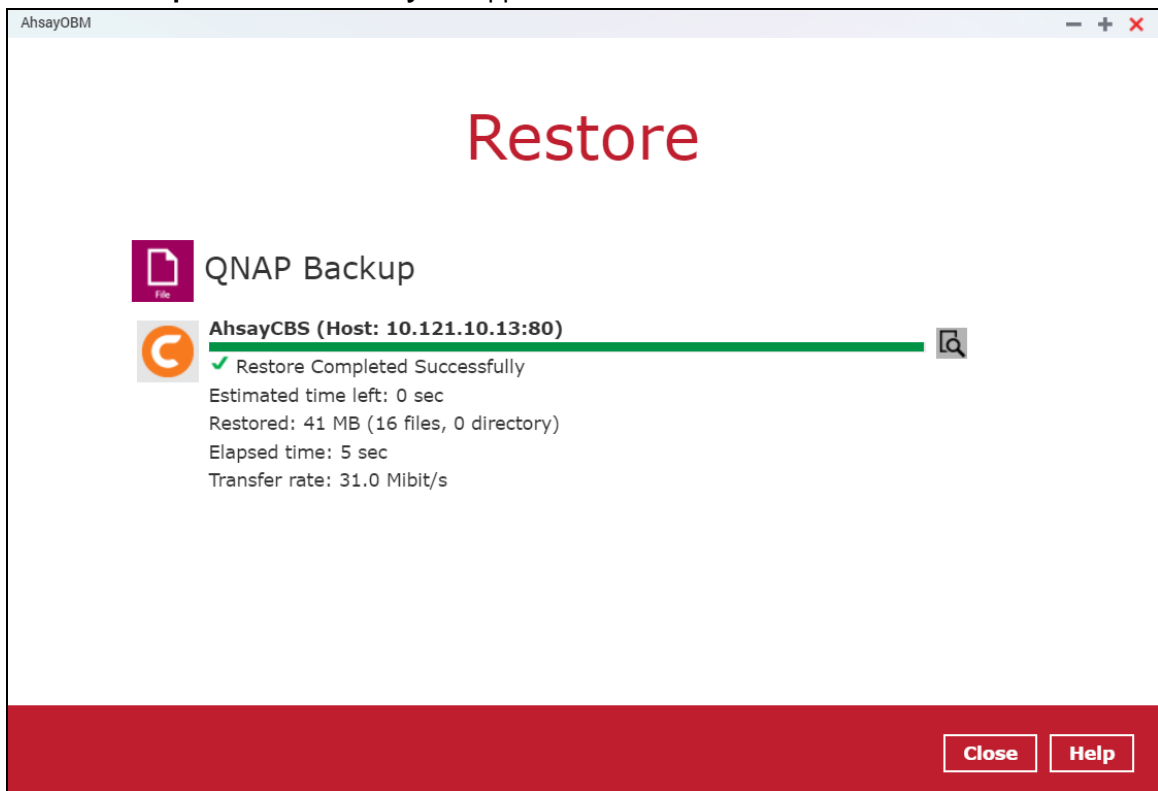 AhsayOBM
Restore
File
QNAP Backup
AhsayCBS (Host: 10.121.10.13:80)
Restore Completed Successfully
Estimated time left: 0 sec
Restored: 41 MB (16 files, 0 directory)
Elapsed time: 5 sec
Transfer rate: 31.0 Mibit/s
Close Help